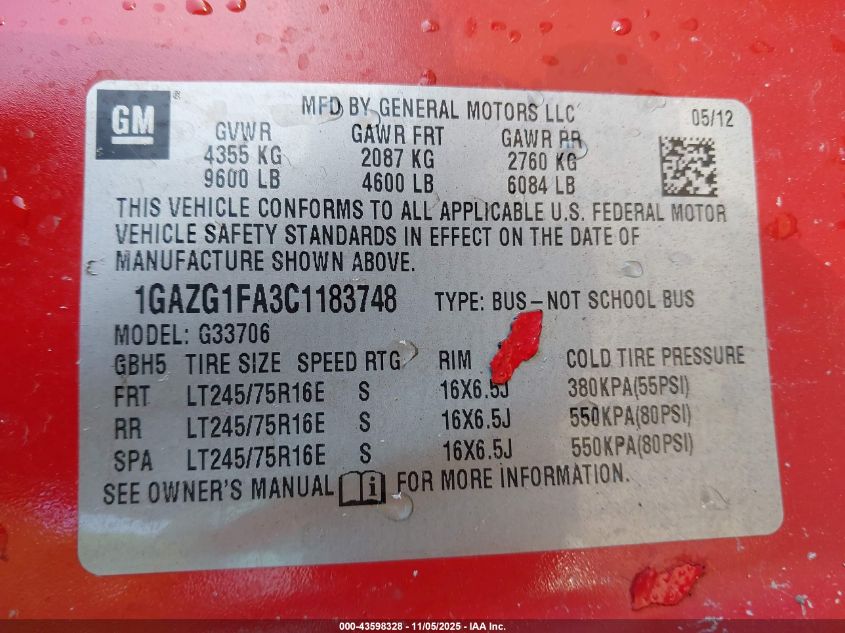 GM
MFD BY GENERAL MOTORS LLC
05/12
GVWR GAWR FRT GAWR RR
4355 KG 2087 KG 2760 KG
9600 LB 4600 LB 6084 LB
THIS VEHICLE CONFORMS TO ALL APPLICABLE U.S. FEDERAL MOTOR
VEHICLE SAFETY STANDARDS IN EFFECT ON THE DATE OF
MANUFACTURE SHOWN ABOVE.
1GAZG1FA3C1183748 TYPE: BUS-NOT SCHOOL BUS
MODEL: G33706
GBH5 TIRE SIZE SPEED RTG RIM COLD TIRE PRESSURE
FRT LT245/75R16E S 16X6.5J 380KPA(55PSI)
RR LT245/75R16E S 16X6.5J 550KPA(80PSI)
SPA LT245/75R16E S 16X6.5J 550KPA(80PSI)
SEE OWNER'S MANUAL i FOR MORE INFORMATION.
000-43598328 - 11/05/2025 - IAA Inc.